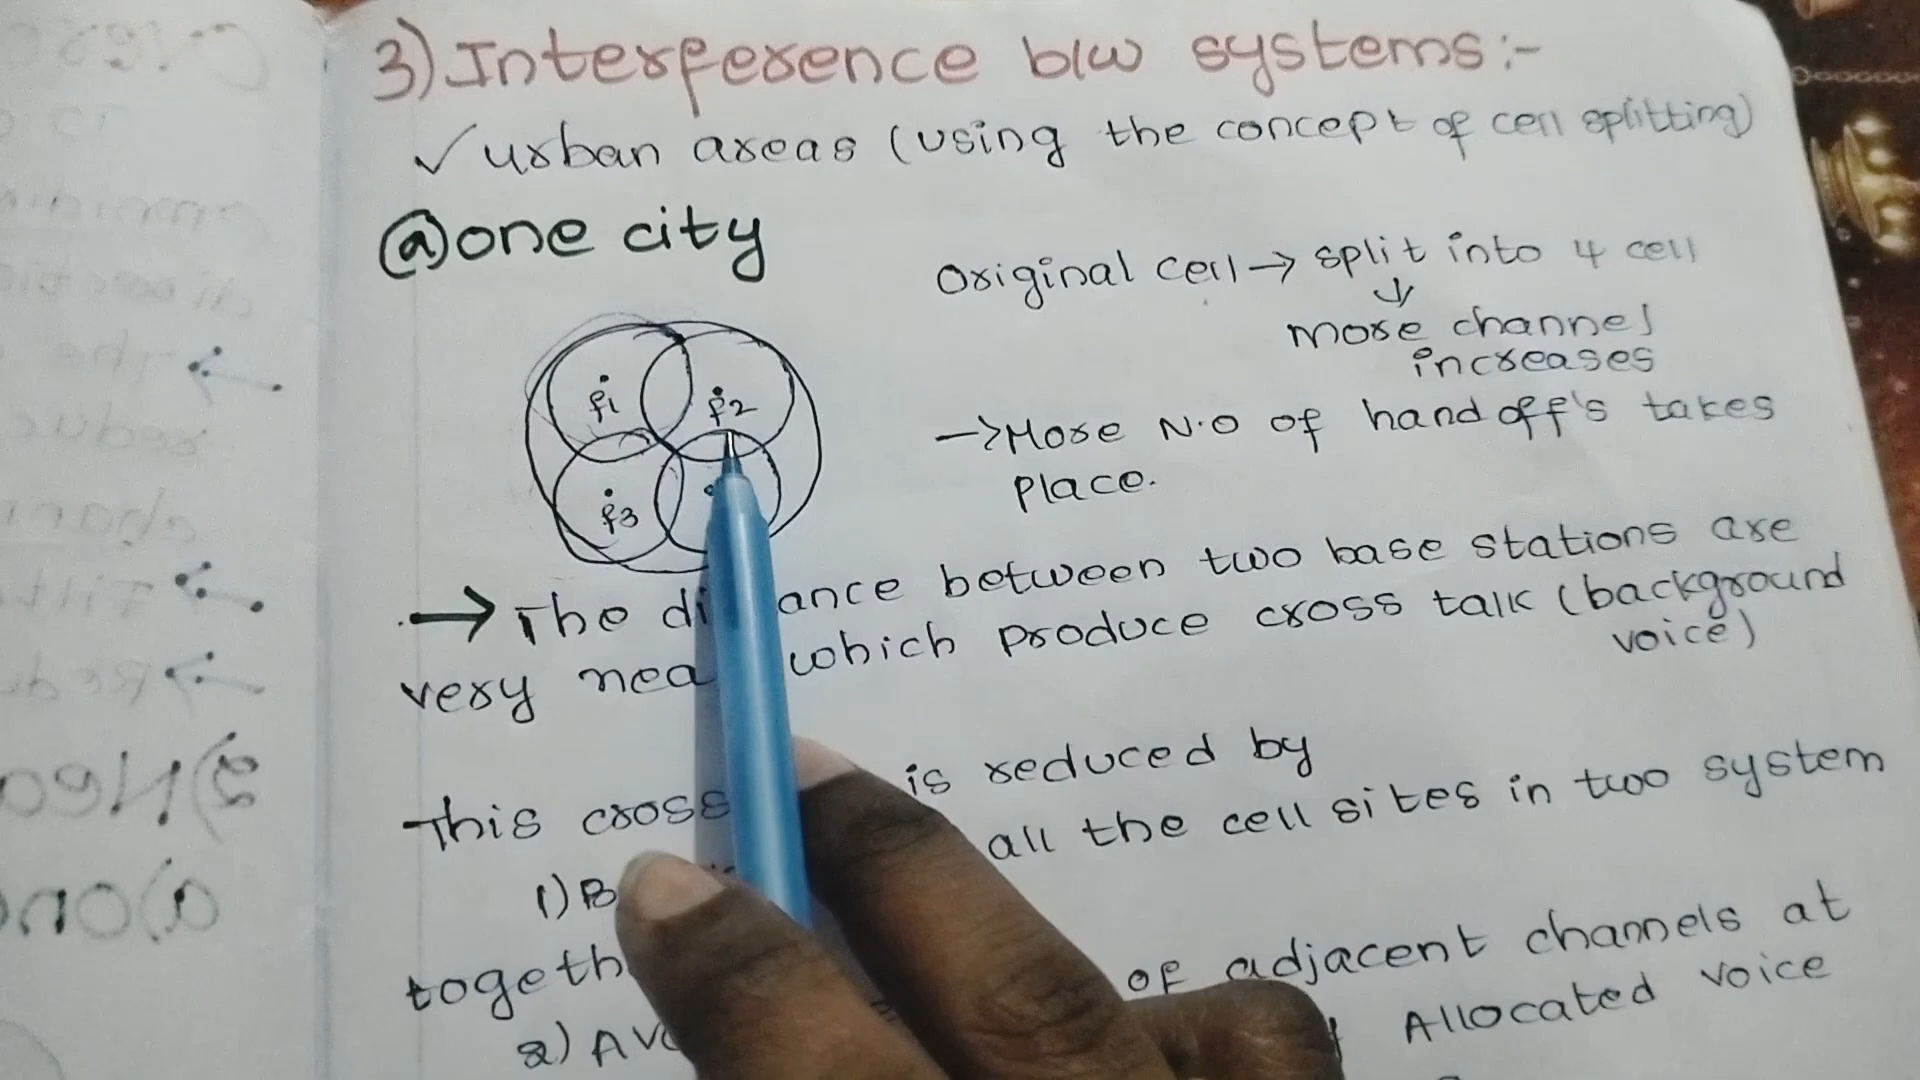 3) Interference b/w systems:-
✓ urban areas (using the concept of cell splitting)
(a) one city
Original cell → split into 4 cell
↓
more channel
increases
f1
f2
f3
→ More N.O of handoff's takes
place.
→ The di ance between two base stations are
very nea which produce cross talk (background
voice)
This cross is reduced by
1) B all the cell sites in two system
togeth of adjacent channels at
2) Av Allocated voice